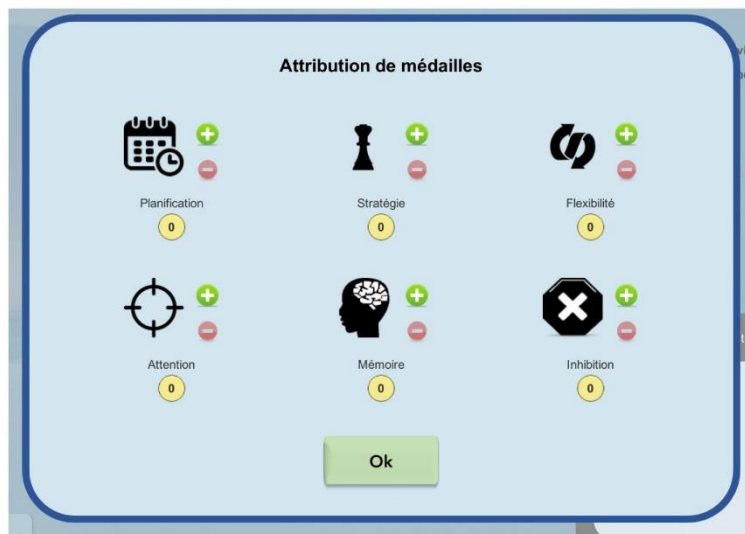 Attribution de médailles
Planification
0
Stratégie
0
Flexibilité
0
Attention
0
Mémoire
0
Inhibition
0
Ok